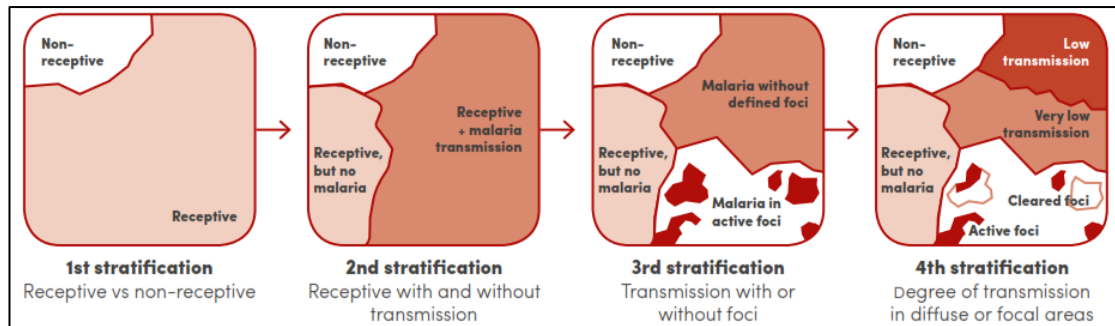 Non-
receptive
Receptive
1st stratification
Receptive vs non-receptive
Non-
receptive
Receptive
+ malaria
transmission
Receptive,
but no
malaria
2nd stratification
Receptive with and without
transmission
Non-
receptive
Malaria without
defined foci
Receptive,
but no
malaria
Malaria in
active foci
3rd stratification
Transmission with or
without foci
Non-
receptive
Low
transmission
Very low
transmission
Receptive,
but no
malaria
Cleared foci
Active foci
4th stratification
Degree of transmission
in diffuse or focal areas